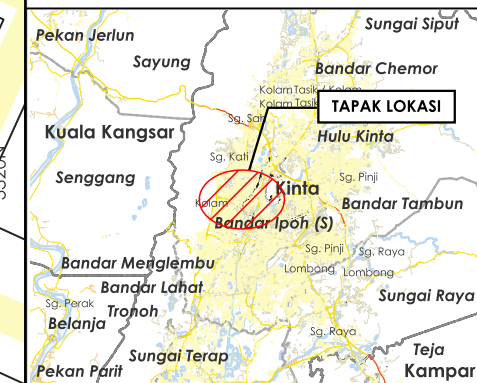 Sungai Siput
Pekan Jerlun
Sayung
Bandar Chemor
Kolam Tasik / Kolam
Kolam Tasik
TAPAK LOKASI
Sg. Sah
Kuala Kangsar
Hulu Kinta
Sg. Kati
Senggang
Sg. Pinji
Kinta
Kolam
Bandar Tambun
Bandar Ipoh (S)
Sg. Pinji
Sg. Raya
Bandar Menglembu
Lombong
Lombong
Bandar Lahat
Sungai Raya
Sg. Perak
Tronoh
Belanja
Sg. Raya
Teja
Sungai Terap
Pekan Parit
Kampar